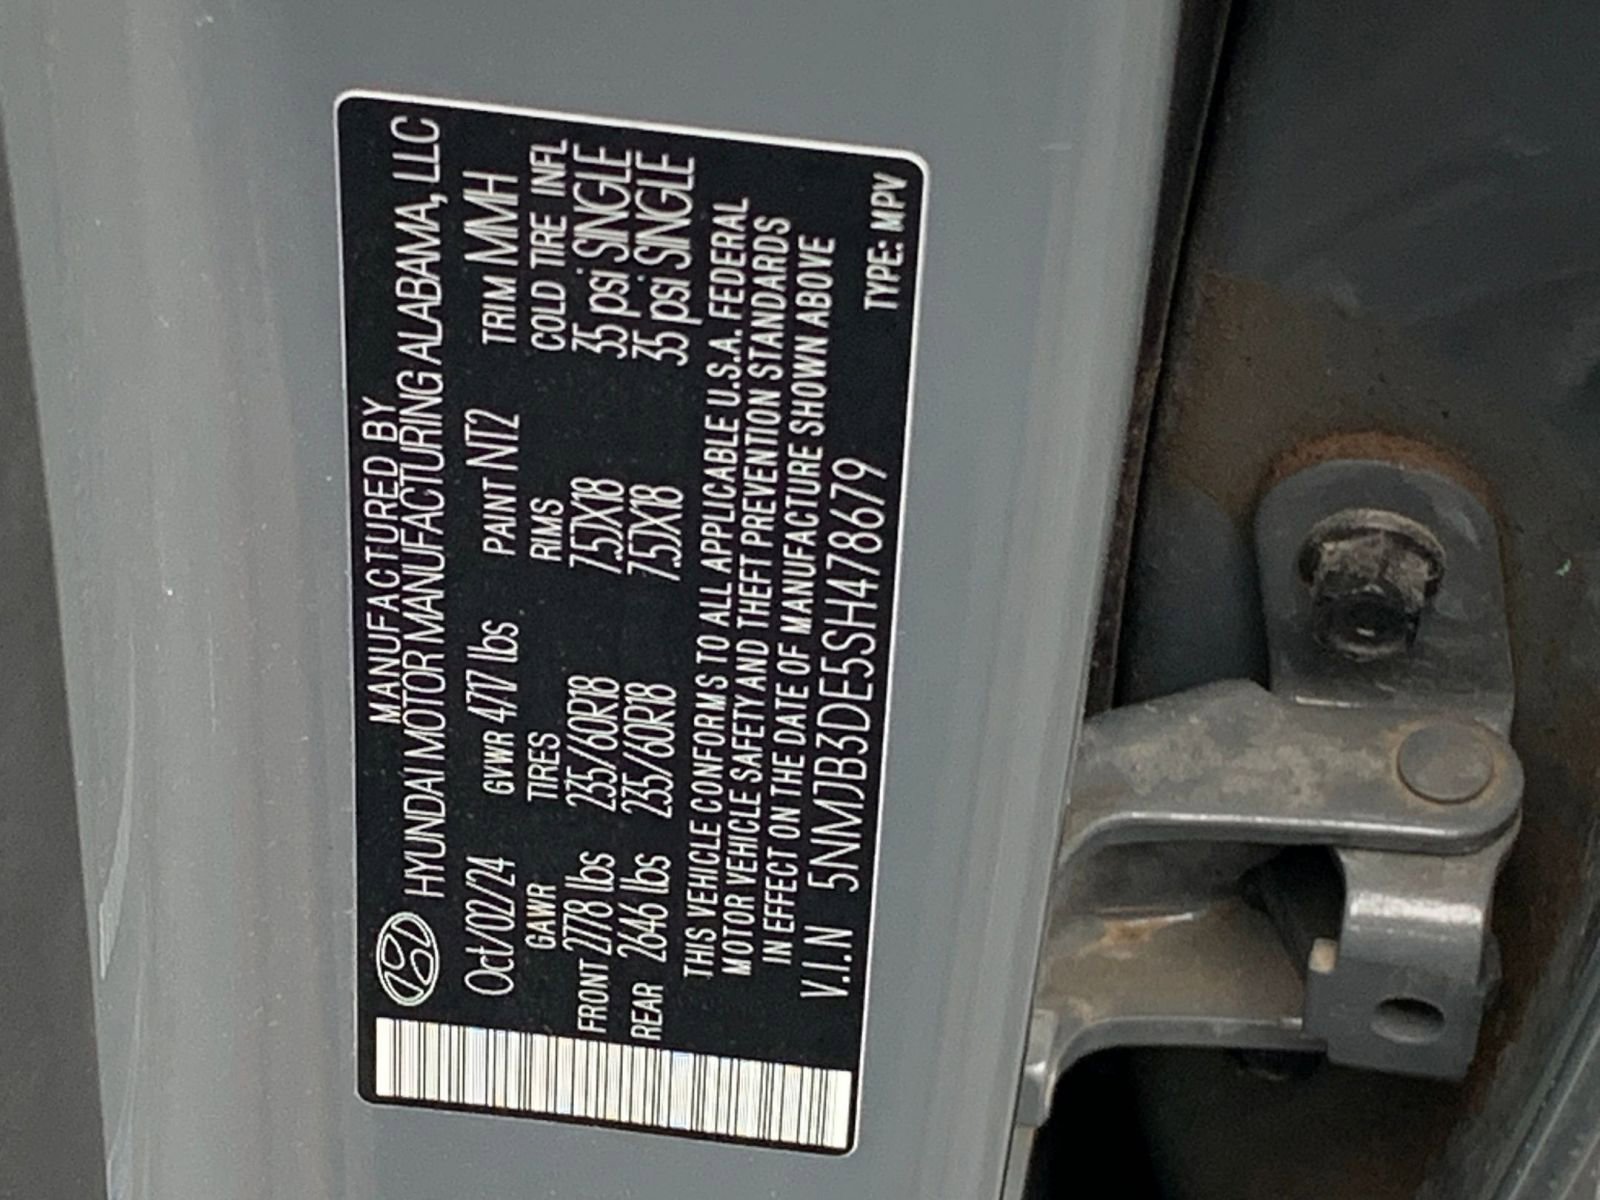 MANUFACTURED BY
HYUNDAI MOTOR MANUFACTURING ALABAMA, LLC
Oct/02/24 GVWR 4717 lbs PAINT NT2 TRIM MMH
GAWR TIRES RIMS COLD TIRE INFL
FRONT 2778 lbs 235/60R18 7.5JX18 35 psi SINGLE
REAR 2646 lbs 235/60R18 7.5JX18 35 psi SINGLE
THIS VEHICLE CONFORMS TO ALL APPLICABLE U.S.A. FEDERAL
MOTOR VEHICLE SAFETY AND THEFT PREVENTION STANDARDS
IN EFFECT ON THE DATE OF MANUFACTURE SHOWN ABOVE
V.I.N 5NMJB3DE5SH478679 TYPE: MPV